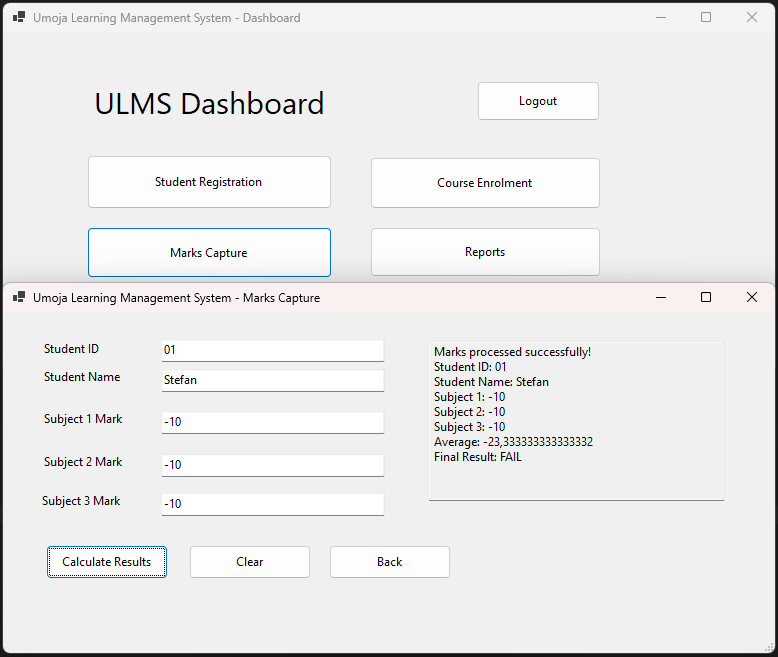 Umoja Learning Management System - Dashboard
ULMS Dashboard
Logout
Student Registration
Course Enrolment
Marks Capture
Reports
Umoja Learning Management System - Marks Capture
Student ID
01
Student Name
Stefan
Subject 1 Mark
-10
Subject 2 Mark
-10
Subject 3 Mark
-10
Marks processed successfully!
Student ID: 01
Student Name: Stefan
Subject 1: -10
Subject 2: -10
Subject 3: -10
Average: -23,333333333333332
Final Result: FAIL
Calculate Results
Clear
Back